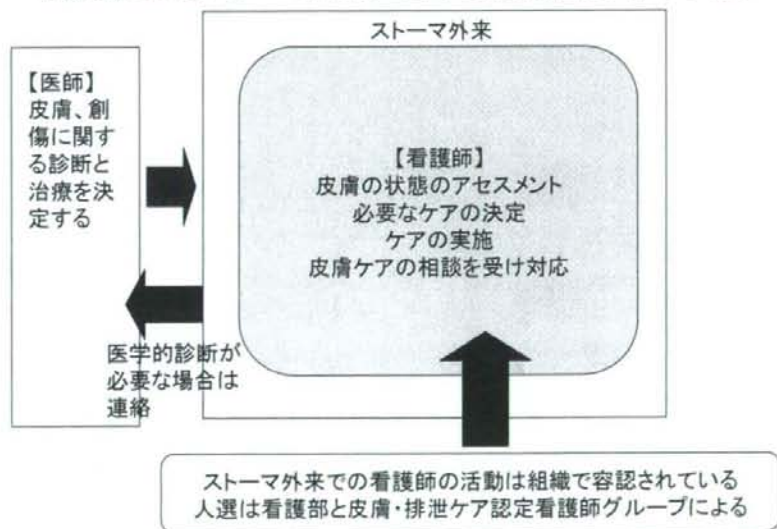 ストーマ外来
【医師】
皮膚、創
傷に関す
る診断と
治療を決
定する
【看護師】
皮膚の状態のアセスメント
必要なケアの決定
ケアの実施
皮膚ケアの相談を受け対応
医学的診断が
必要な場合は
連絡
ストーマ外来での看護師の活動は組織で容認されている
人選は看護部と皮膚・排泄ケア認定看護師グループによる